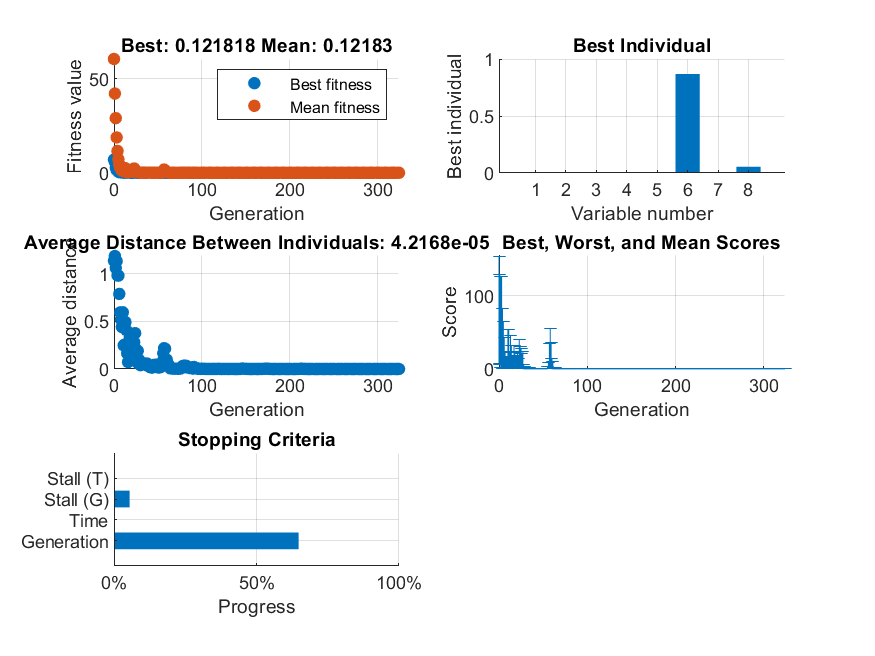 Best: 0.121818 Mean: 0.12183
Fitness value
50
0
Best fitness
Mean fitness
0 100 200 300
Generation
Best Individual
Best individual
1
0.5
0
1 2 3 4 5 6 7 8
Variable number
Average Distance Between Individuals: 4.2168e-05
Average distance
1
0.5
0
0 100 200 300
Generation
Best, Worst, and Mean Scores
Score
100
0
0 100 200 300
Generation
Stopping Criteria
Stall (T)
Stall (G)
Time
Generation
0% 50% 100%
Progress